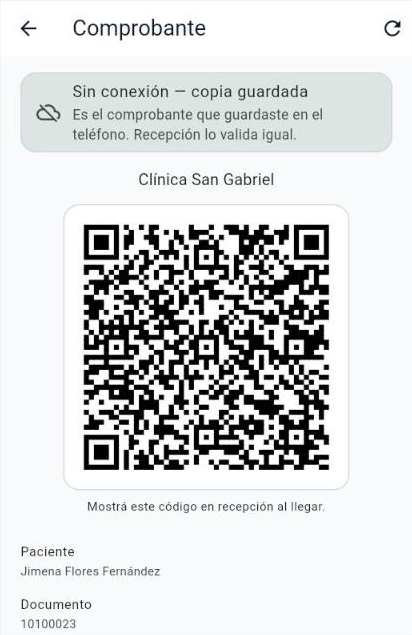 Comprobante
Sin conexión — copia guardada
Es el comprobante que guardaste en el
teléfono. Recepción lo valida igual.
Clínica San Gabriel
Mostrá este código en recepción al llegar.
Paciente
Jimena Flores Fernández
Documento
10100023